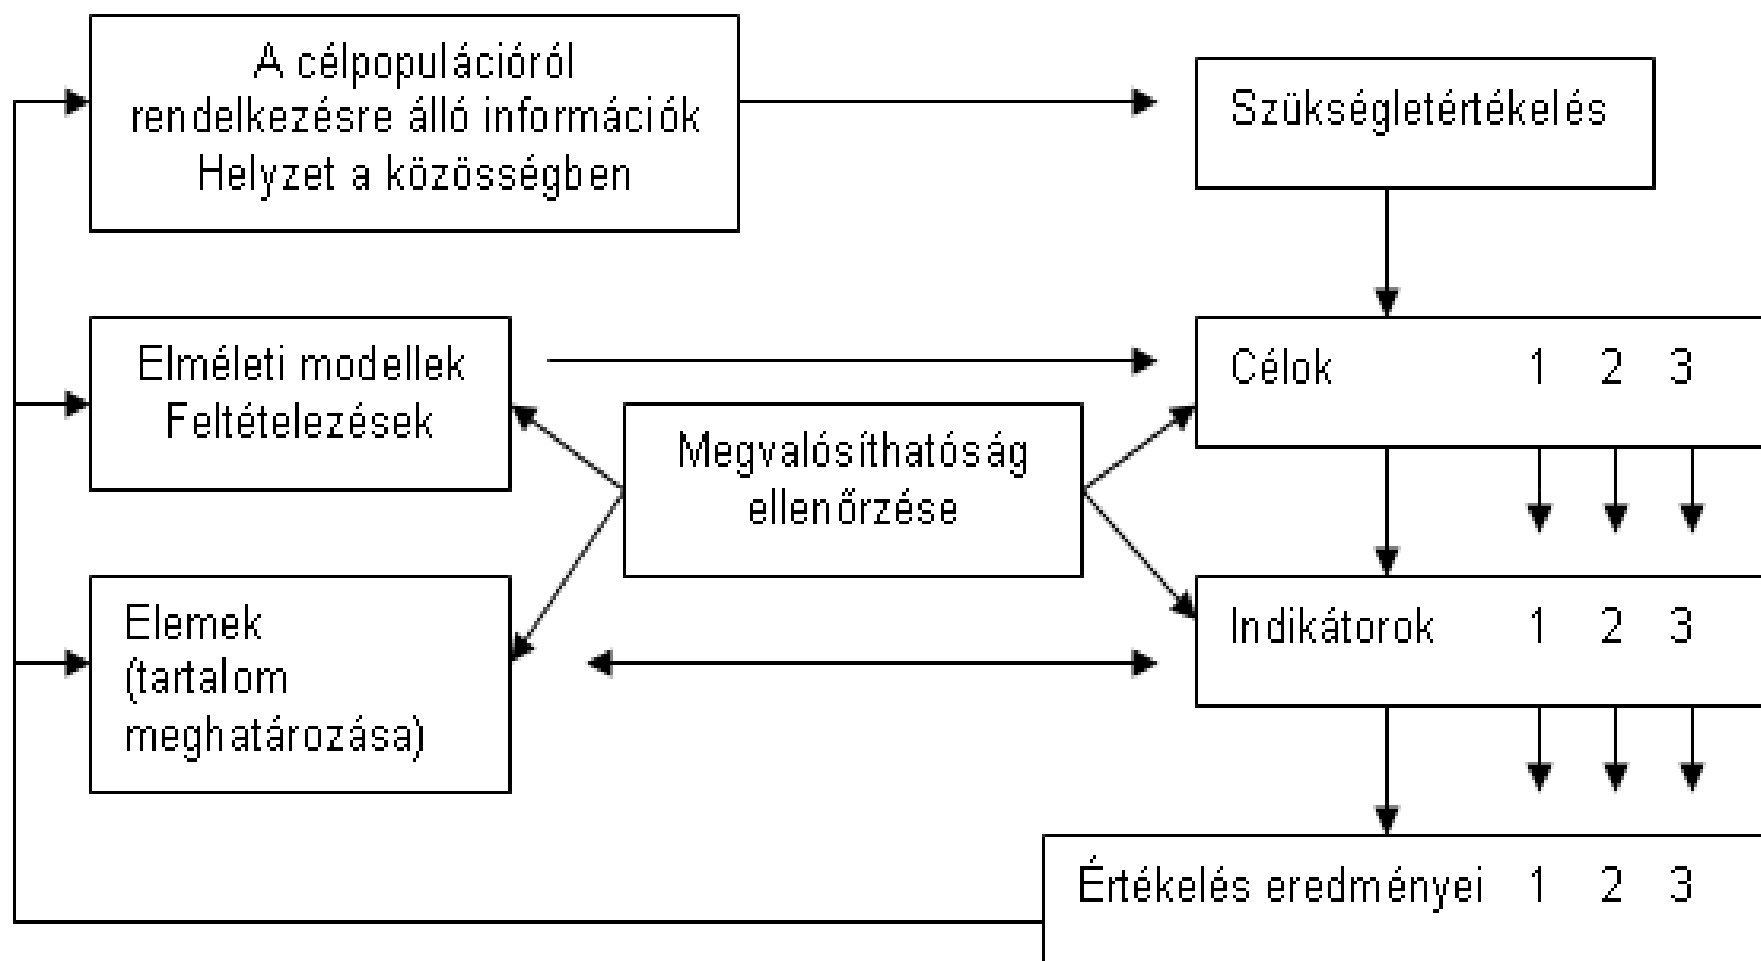 A célpopulációról
rendelkezésre álló információk
Helyzet a közösségben
Szükségletértékelés
Elméleti modellek
Feltételezések
Célok 1 2 3
Megvalósíthatóság
ellenőrzése
Elemek
(tartalom
meghatározása)
Indikátorok 1 2 3
Értékelés eredményei 1 2 3